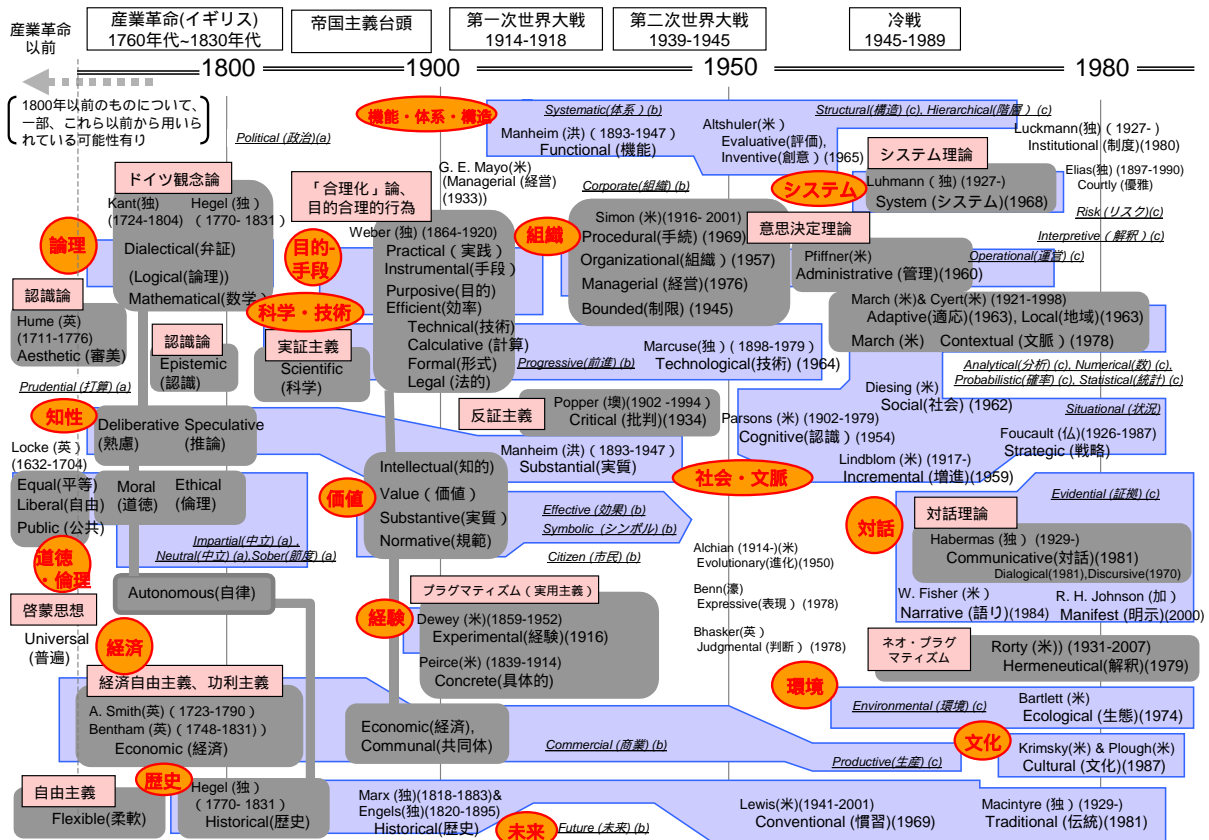 産業革命
以前
産業革命(イギリス)
1760年代~1830年代
帝国主義台頭
第一次世界大戦
1914-1918
第二次世界大戦
1939-1945
冷戦
1945-1989
1800
1900
1950
1980
1800年以前のものについて、
一部、これら以前から用いら
れている可能性有り
Political (政治)(a)
機能・体系・構造
Systematic(体系) (b)
Structural(構造) (c), Hierarchical(階層 ) (c)
Manheim (洪) ( 1893-1947)
Functional (機能)
Altshuler(米)
Evaluative(評価),
Inventive(創意 ) (1965)
Luckmann(独) ( 1927- )
Institutional (制度) (1980)
システム理論
システム
Luhmann ( 独) (1927-)
System (システム)(1968)
Elias(独) (1897-1990)
Courtly (優雅)
Risk (リスク)(c)
Interpretive ( 解釈 ) (c)
ドイツ観念論
Kant(独)
(1724-1804)
Hegel (独 )
( 1770- 1831)
Dialectical(弁証)
(Logical(論理))
Mathematical(数学 )
論理
「合理化」論、
目的合理的行為
Weber (独) (1864-1920)
Practical ( 実践 )
Instrumental(手段 )
Purposive(目的)
Efficient(効率)
Technical(技術)
Calculative (計算)
Formal(形式)
Legal (法的)
目的-
手段
G. E. Mayo(米)
(Managerial (経営)
(1933))
Corporate(組織) (b)
組織
Simon (米)(1916- 2001)
Procedural(手続) (1969)
Organizational(組織 ) (1957)
Managerial (経営) (1976)
Bounded(制限) (1945)
意思決定理論
Pfiffner(米)
Administrative (管理)(1960)
Operational(運営) (c)
March (米)& Cyert(米) (1921-1998)
Adaptive(適応)(1963), Local(地域)(1963)
March (米) Contextual (文脈 ) (1978)
科学・技術
実証主義
Scientific
(科学)
Progressive(前進) (b)
Marcuse(独 ) ( 1898-1979)
Technological(技術) (1964)
Analytical(分析) (c), Numerical(数) (c),
Probabilistic(確率) (c), Statistical(統計) (c)
認識論
Hume (英)
(1711-1776)
Aesthetic (審美)
認識論
Epistemic
(認識)
Prudential (打算) (a)
知性
Deliberative
(熟慮)
Speculative
(推論)
反証主義
Popper (墺)(1902 -1994)
Critical (批判)(1934)
Manheim (洪) ( 1893-1947)
Substantial(実質)
Parsons (米) (1902-1979)
Cognitive(認識 ) (1954)
Diesing (米)
Social(社会) (1962)
Situational (状況)
Foucault (仏)(1926-1987)
Strategic (戦略)
Lindblom (米) (1917-)
Incremental (増進)(1959)
社会・文脈
Locke (英 )
(1632-1704)
Equal(平等)
Liberal(自由)
Public (公共)
Moral
(道徳)
Ethical
(倫理)
道徳
・倫理
Impartial(中立) (a) ,
Neutral(中立) (a),Sober(節度) (a)
価値
Intellectual(知的)
Value ( 価値 )
Substantive(実質 )
Normative(規範)
Effective (効果) (b)
Symbolic (シンボル) (b)
Citizen (市民) (b)
Autonomous(自律)
啓蒙思想
Universal
(普遍)
経験
プラグマティズム ( 実用主義 )
Dewey (米)(1859-1952)
Experimental(経験)(1916)
Peirce(米) (1839-1914)
Concrete(具体的)
Alchian (1914-)(米)
Evolutionary(進化)(1950)
Benn(濠)
Expressive(表現 ) (1978)
Bhasker(英)
Judgmental (判断 ) (1978)
対話
Evidential (証拠) (c)
対話理論
Habermas (独 ) (1929-)
Communicative(対話)(1981)
Dialogical(1981),Discursive(1970)
W. Fisher (米 )
Narrative (語り)(1984)
R. H. Johnson (加 )
Manifest (明示)(2000)
ネオ・プラグ
マティズム
Rorty (米)) (1931-2007)
Hermeneutical(解釈)(1979)
経済
経済自由主義、功利主義
A. Smith(英) ( 1723-1790)
Bentham (英) (1748-1831))
Economic (経済)
Economic(経済),
Communal(共同体)
Commercial (商業) (b)
環境
Environmental (環境) (c)
Bartlett (米)
Ecological (生態)(1974)
Productive(生産) (c)
文化
Krimsky(米) & Plough(米)
Cultural (文化)(1987)
自由主義
Flexible(柔軟)
歴史
Hegel (独 )
( 1770- 1831)
Historical(歴史)
Marx (独)(1818-1883)&
Engels(独)(1820-1895)
Historical(歴史)
未来
Future (未来) (b)
Lewis(米)(1941-2001)
Conventional (慣習)(1969)
Macintyre (独 ) (1929-)
Traditional (伝統)(1981)